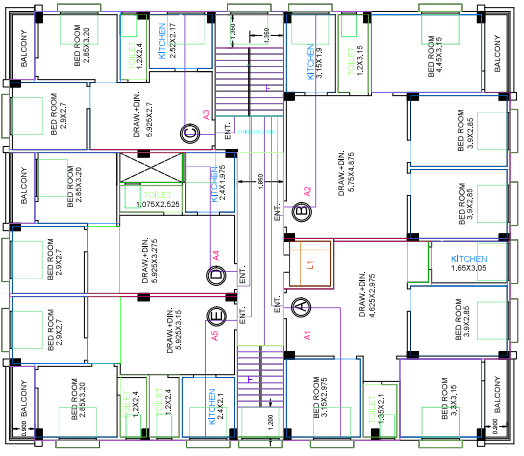 BALCONY
BED ROOM
2.85X3.20
TOILET
1.2X2.4
KITCHEN
2.52X2.17
1.350
1.350
KITCHEN
3.15X1.9
TOILET
1.2X3.15
BED ROOM
4.45X3.15
BALCONY
BED ROOM
2.9X2.7
DRAW.+DIN.
5.925X2.7
C
A3
ENT.
BED ROOM
3.9X2.85
BALCONY
BED ROOM
2.85X3.20
TOILET
1.075X2.525
KITCHEN
2.4X1.975
1.850
DRAW.+DIN.
5.75X4.875
A2
B
ENT.
BED ROOM
3.9X2.85
BED ROOM
2.9X2.7
DRAW.+DIN.
5.925X3.275
A4
D
ENT.
L1
KITCHEN
1.65X3.05
BED ROOM
2.9X2.7
DRAW.+DIN.
5.925X3.15
E
A5
ENT.
ENT.
A
A1
DRAW.+DIN.
4.625X2.975
BED ROOM
3.9X2.85
BALCONY
0.900
BED ROOM
2.85X3.20
TOILET
1.2X2.4
TOILET
1.2X2.4
KITCHEN
2.4X2.1
1.200
BED ROOM
3.15X2.975
TOILET
1.35X2.1
BED ROOM
3.3X3.15
BALCONY
0.900